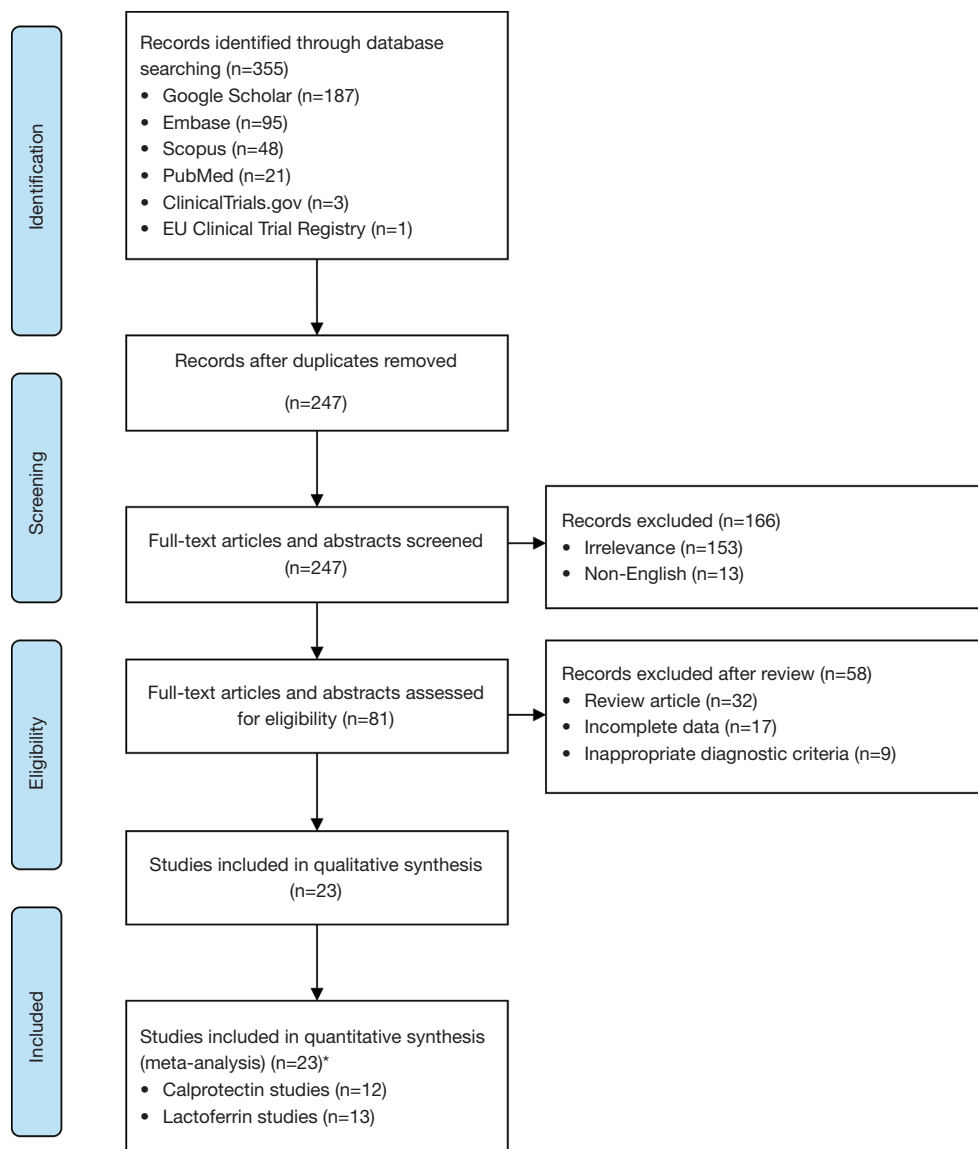 Identification
Records identified through database
searching (n=355)
• Google Scholar (n=187)
• Embase (n=95)
• Scopus (n=48)
• PubMed (n=21)
• ClinicalTrials.gov (n=3)
• EU Clinical Trial Registry (n=1)
Screening
Records after duplicates removed
(n=247)
Full-text articles and abstracts screened
(n=247)
Records excluded (n=166)
• Irrelevance (n=153)
• Non-English (n=13)
Eligibility
Full-text articles and abstracts assessed
for eligibility (n=81)
Records excluded after review (n=58)
• Review article (n=32)
• Incomplete data (n=17)
• Inappropriate diagnostic criteria (n=9)
Studies included in qualitative synthesis
(n=23)
Included
Studies included in quantitative synthesis
(meta-analysis) (n=23)*
• Calprotectin studies (n=12)
• Lactoferrin studies (n=13)